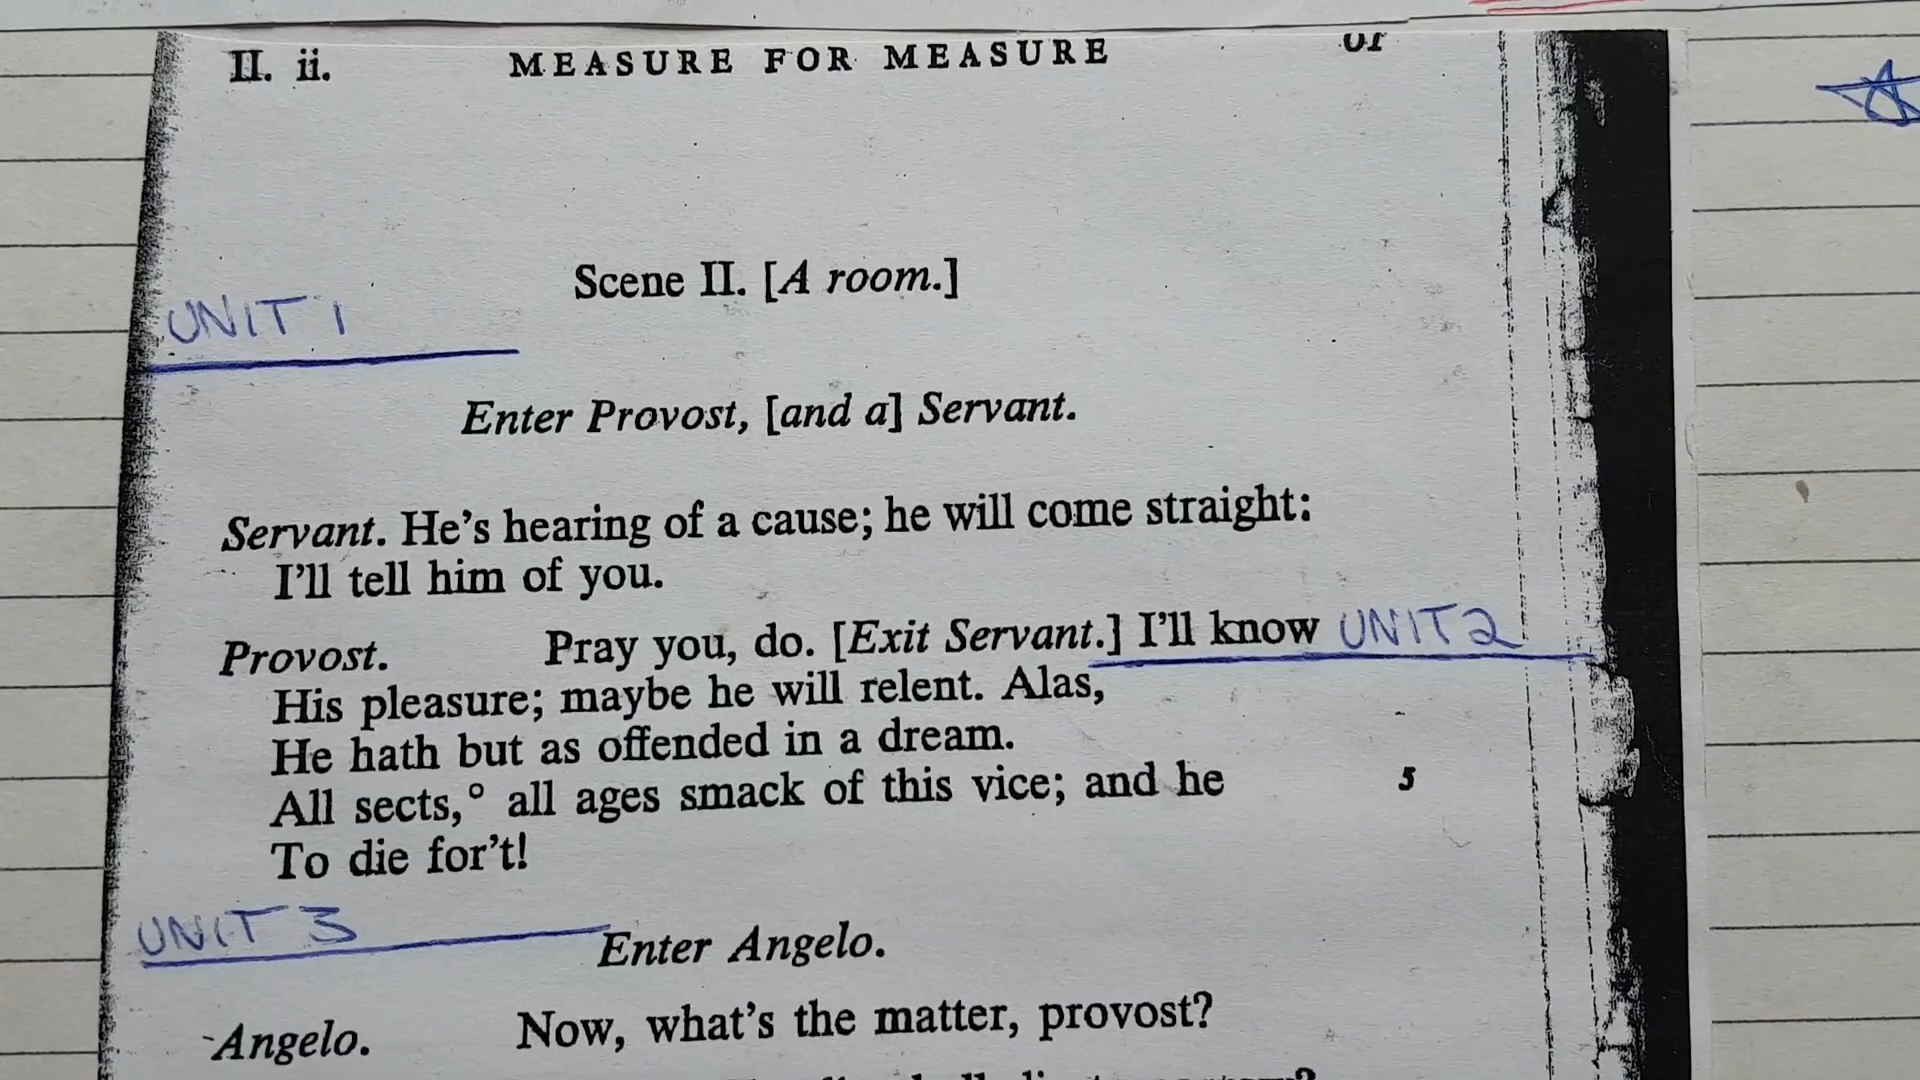 II. ii. MEASURE FOR MEASURE
Scene II. [A room.]
UNIT 1
Enter Provost, [and a] Servant.
Servant. He's hearing of a cause; he will come straight:
I'll tell him of you.
Provost. Pray you, do. [Exit Servant.] I'll know UNIT 2
His pleasure; maybe he will relent. Alas,
He hath but as offended in a dream.
All sects,° all ages smack of this vice; and he 5
To die for't!
UNIT 3
Enter Angelo.
Angelo. Now, what's the matter, provost?